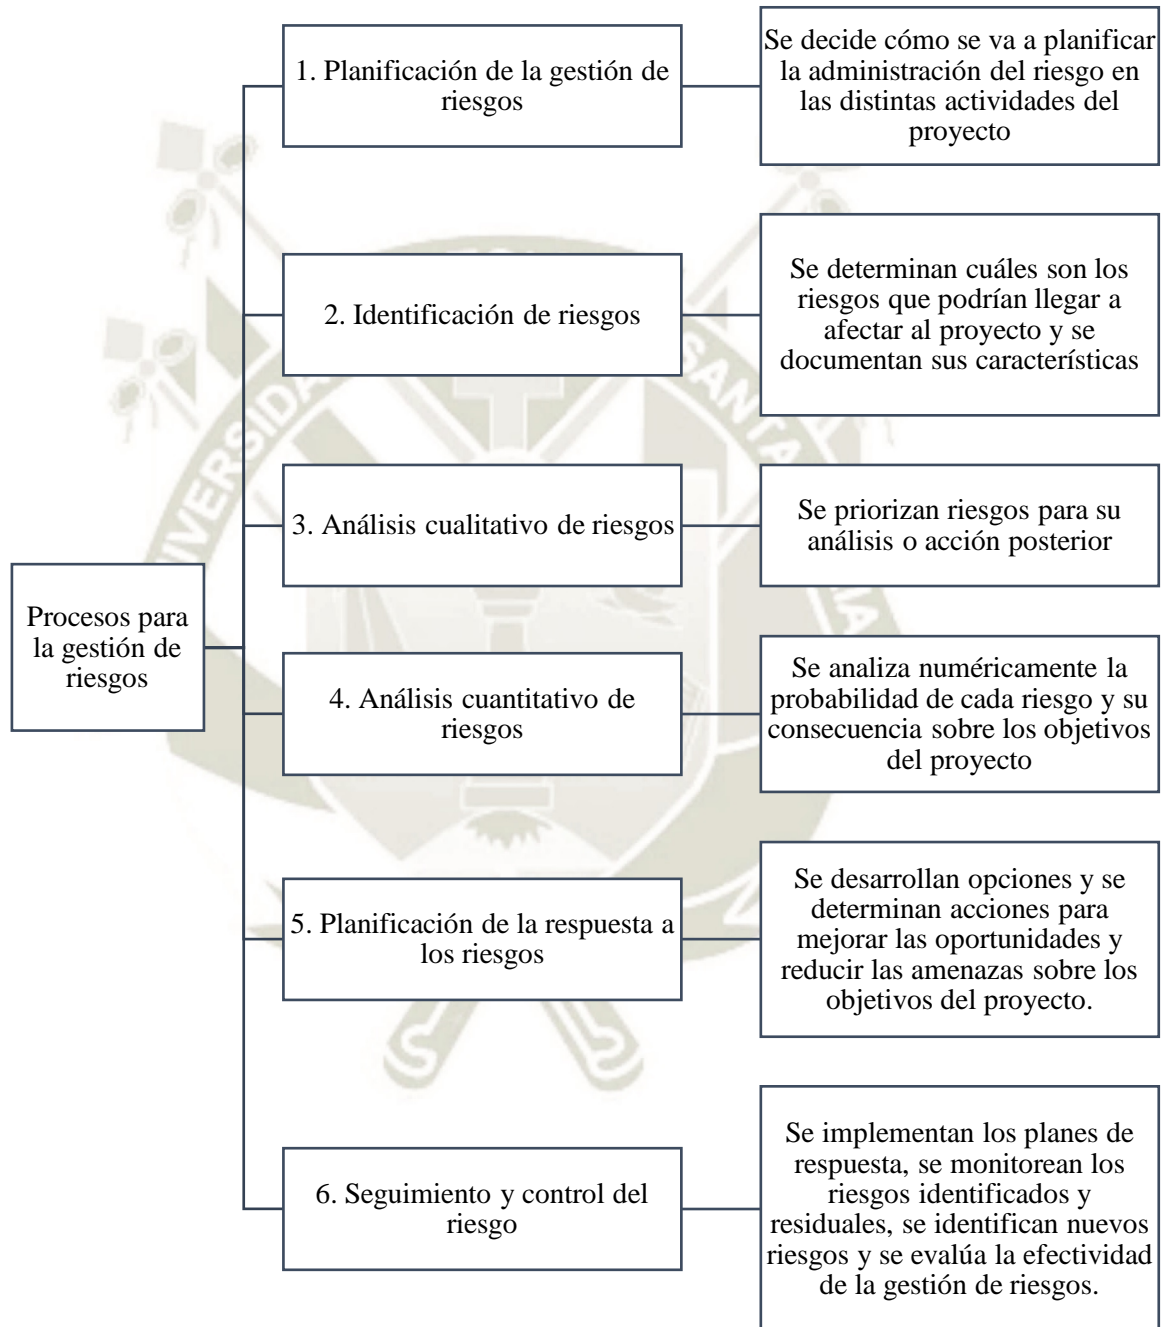 Procesos para
la gestión de
riesgos
1. Planificación de la gestión de
riesgos
Se decide cómo se va a planificar
la administración del riesgo en
las distintas actividades del
proyecto
2. Identificación de riesgos
Se determinan cuáles son los
riesgos que podrían llegar a
afectar al proyecto y se
documentan sus características
3. Análisis cualitativo de riesgos
Se priorizan riesgos para su
análisis o acción posterior
4. Análisis cuantitativo de
riesgos
Se analiza numéricamente la
probabilidad de cada riesgo y su
consecuencia sobre los objetivos
del proyecto
5. Planificación de la respuesta a
los riesgos
Se desarrollan opciones y se
determinan acciones para
mejorar las oportunidades y
reducir las amenazas sobre los
objetivos del proyecto.
6. Seguimiento y control del
riesgo
Se implementan los planes de
respuesta, se monitorean los
riesgos identificados y
residuales, se identifican nuevos
riesgos y se evalúa la efectividad
de la gestión de riesgos.